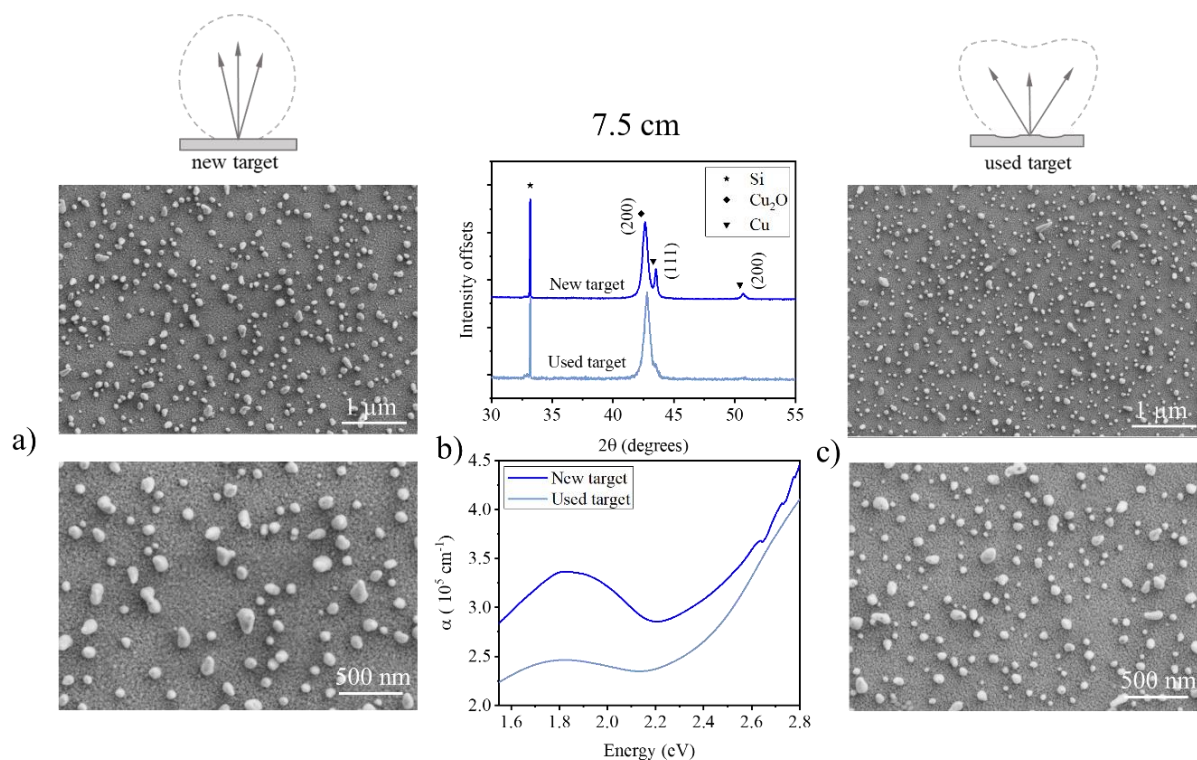 new target
1 μm
a)
500 nm
7.5 cm
Intensity offsets
Si
Cu₂O
Cu
(200)
(111)
(200)
New target
Used target
30 35 40 45 50 55
2θ (degrees)
b)
α ( 10⁵ cm⁻¹)
4.5
4.0
3.5
3.0
2.5
2.0
New target
Used target
1.6 1.8 2.0 2.2 2.4 2.6 2.8
Energy (eV)
used target
1 μm
c)
500 nm